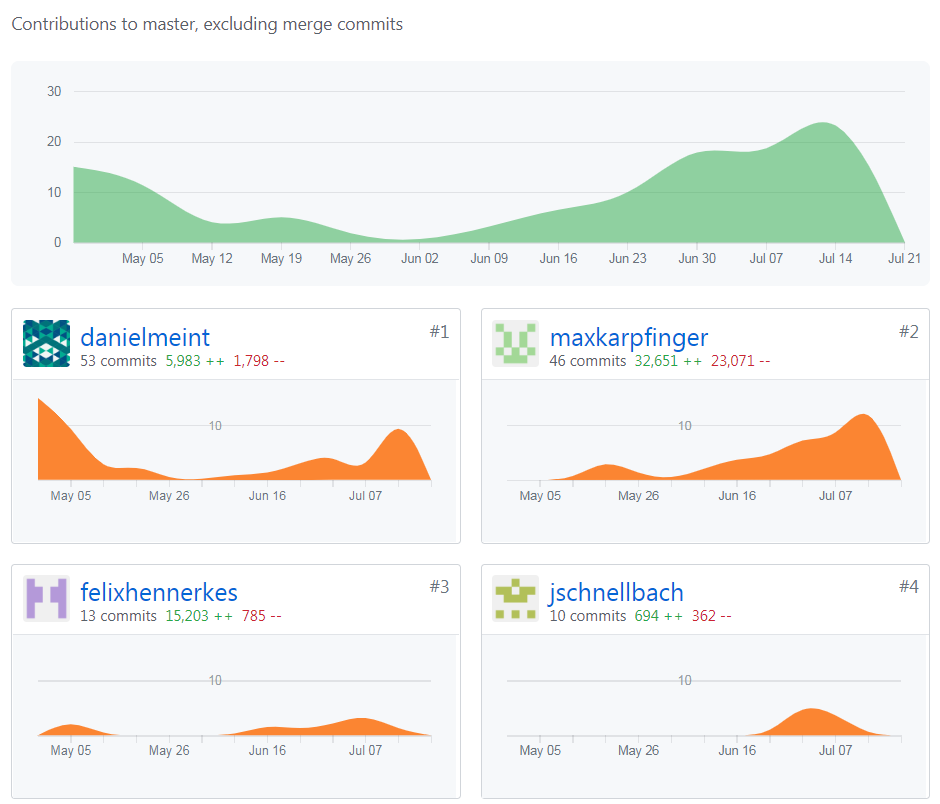 Contributions to master, excluding merge commits
30
20
10
0
May 05 May 12 May 19 May 26 Jun 02 Jun 09 Jun 16 Jun 23 Jun 30 Jul 07 Jul 14 Jul 21
danielmeint #1
53 commits 5,983 ++ 1,798 --
10
May 05 May 26 Jun 16 Jul 07
maxkarpfinger #2
46 commits 32,651 ++ 23,071 --
10
May 05 May 26 Jun 16 Jul 07
felixhennerkes #3
13 commits 15,203 ++ 785 --
10
May 05 May 26 Jun 16 Jul 07
jschnellbach #4
10 commits 694 ++ 362 --
10
May 05 May 26 Jun 16 Jul 07